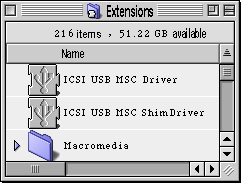 Extensions
216 items , 51.22 GB available
Name
ICSI USB MSC Driver
ICSI USB MSC ShimDriver
Macromedia